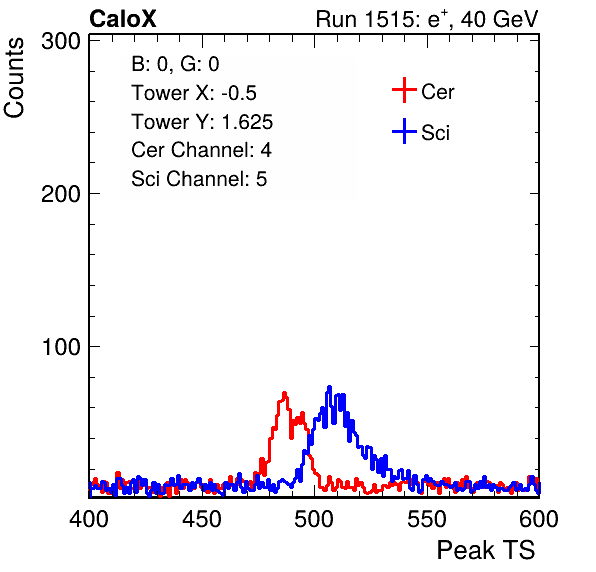 CaloX Run 1515: e⁺, 40 GeV
B: 0, G: 0
Tower X: -0.5
Tower Y: 1.625
Cer Channel: 4
Sci Channel: 5
Cer
Sci
Counts
300
200
100
400 450 500 550 600
Peak TS